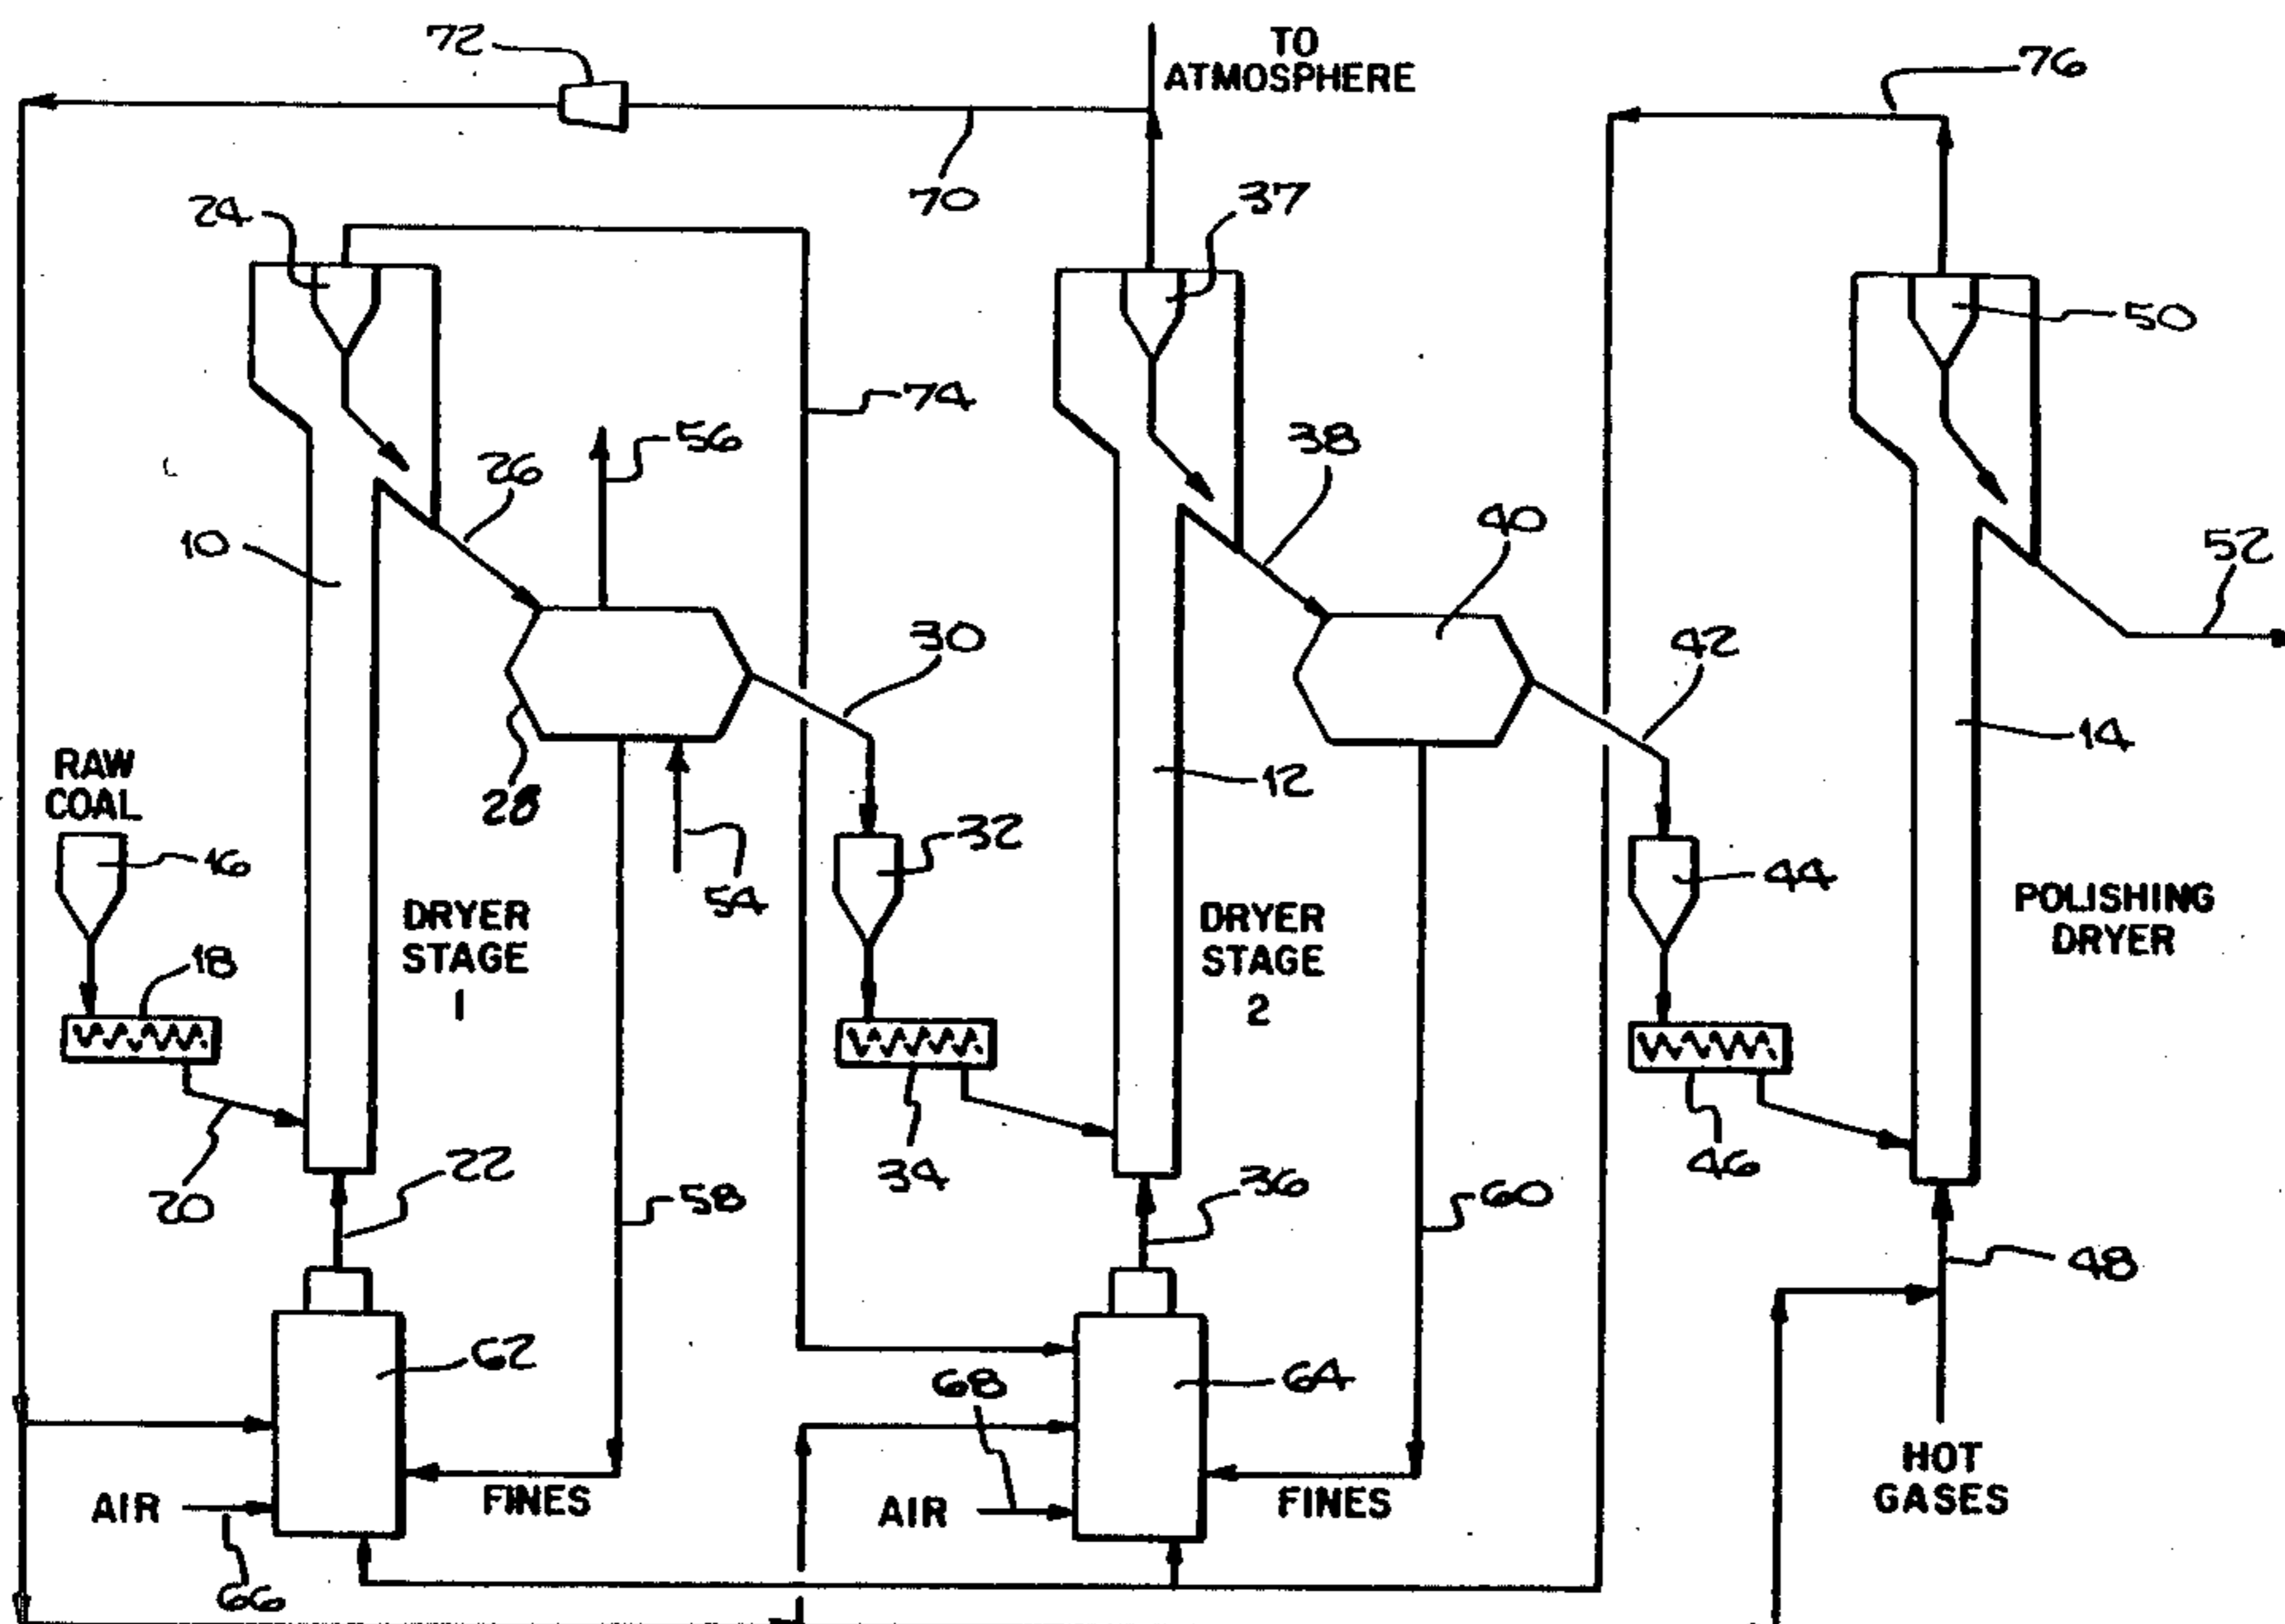 72
TO
ATMOSPHERE
76
70
24
37
50
74
56
38
26
40
10
52
30
42
RAW
COAL
14
28
12
16
32
54
44
DRYER
STAGE
1
DRYER
STAGE
2
POLISHING
DRYER
18
34
46
22
36
20
58
60
48
62
68
64
HOT
GASES
AIR
FINES
AIR
FINES
66